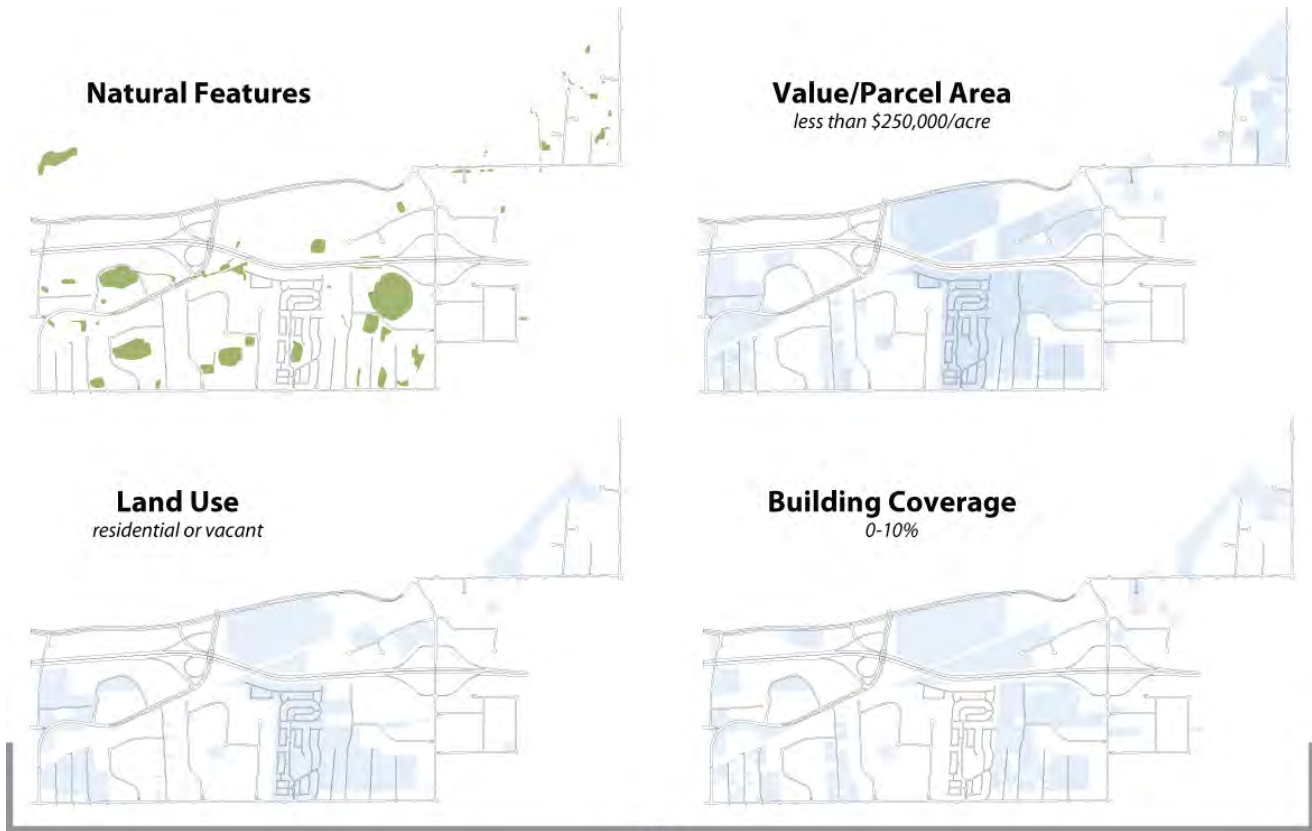 Natural Features
Value/Parcel Area
less than $250,000/acre
Land Use
residential or vacant
Building Coverage
0-10%